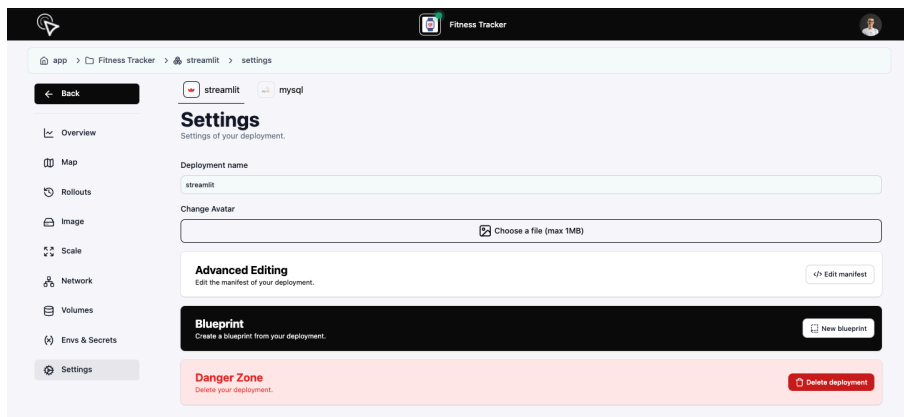 Fitness Tracker
app > Fitness Tracker > streamlit > settings
Back
streamlit mysql
Settings
Settings of your deployment.
Overview
Map
Rollouts
Image
Scale
Network
Volumes
Envs & Secrets
Settings
Deployment name
streamlit
Change Avatar
Choose a file (max 1MB)
Advanced Editing
Edit the manifest of your deployment.
</> Edit manifest
Blueprint
Create a blueprint from your deployment.
New blueprint
Danger Zone
Delete your deployment.
Delete deployment